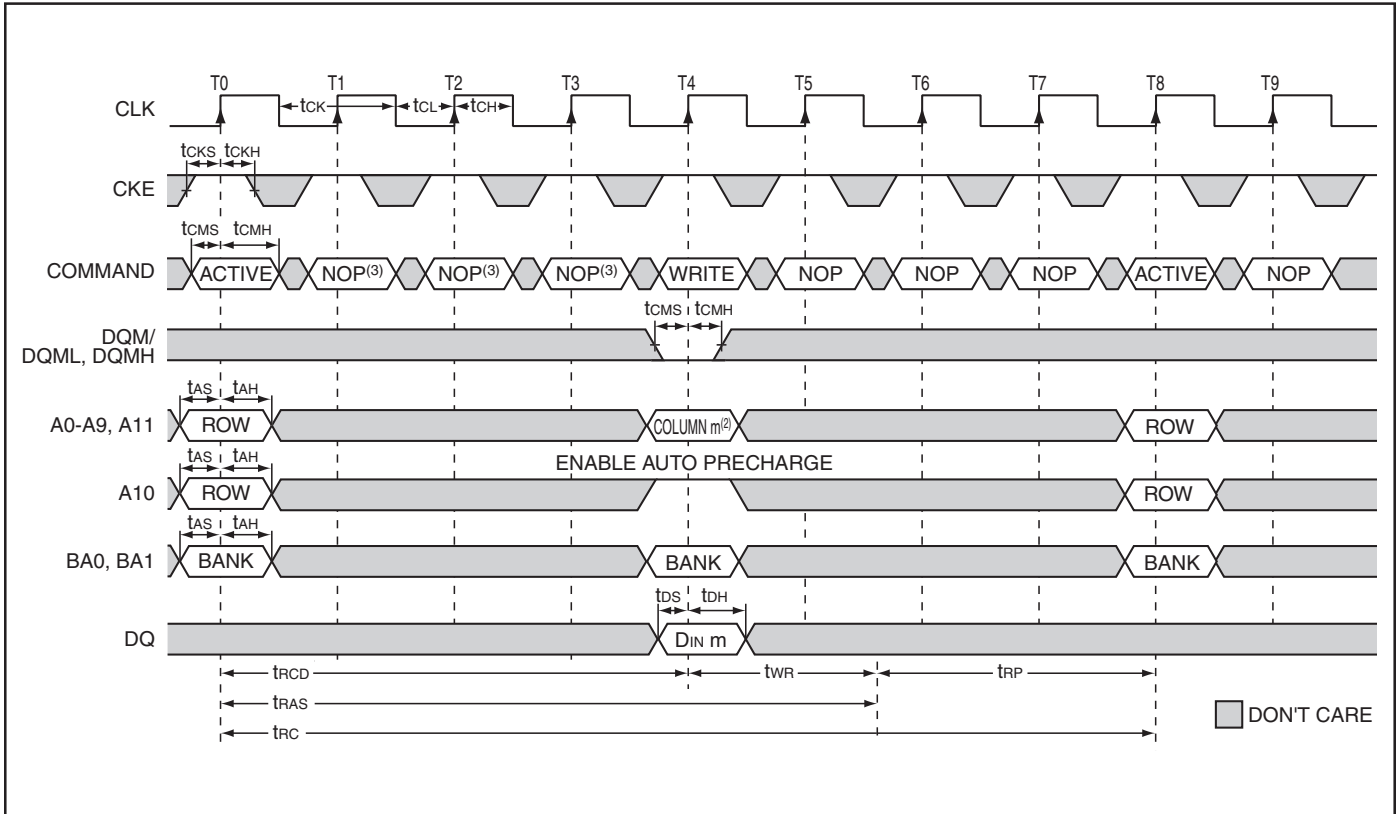 T0 T1 T2 T3 T4 T5 T6 T7 T8 T9
CLK tCK tCL tCH
tCKS tCKH
CKE
tCMS tCMH
COMMAND ACTIVE NOP(3) NOP(3) NOP(3) WRITE NOP NOP NOP ACTIVE NOP
tCMS tCMH
DQM/
DQML, DQMH
tAS tAH
A0-A9, A11 ROW COLUMN m(2) ROW
ENABLE AUTO PRECHARGE
tAS tAH
A10 ROW ROW
tAS tAH
BA0, BA1 BANK BANK BANK
tDS tDH
DQ DIN m
tRCD tWR tRP
tRAS
DON'T CARE
tRC